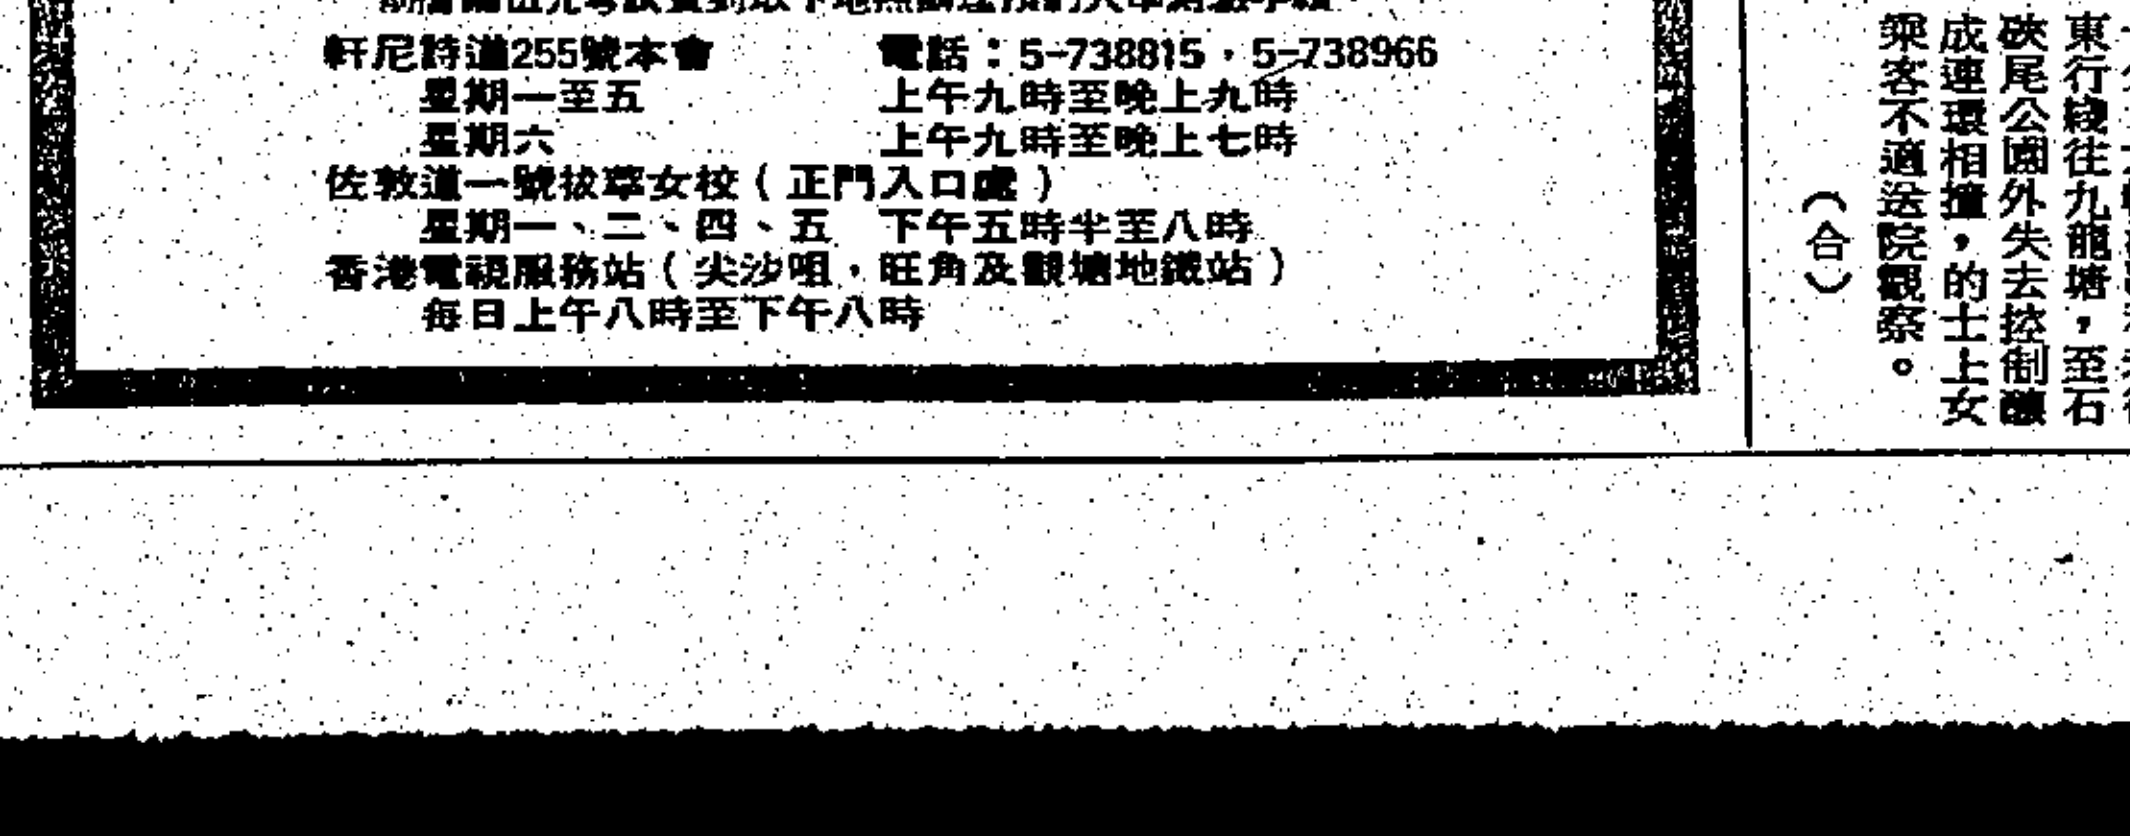 軒尼詩道255號本會 電話：5-738815，5-738966
星期一至五 上午九時至晚上九時
星期六 上午九時至晚上七時
佐敦道一號拔萃女校（正門入口處）
星期一、二、四、五 下午五時半至八時
香港電視服務站（尖沙咀，旺角及觀塘地鐵站）
每日上午八時至下午八時
東行綫往九龍塘，至石
硤尾公園外失去控制釀
成連環相撞，的士上女
乘客不適送院觀察。
（合）